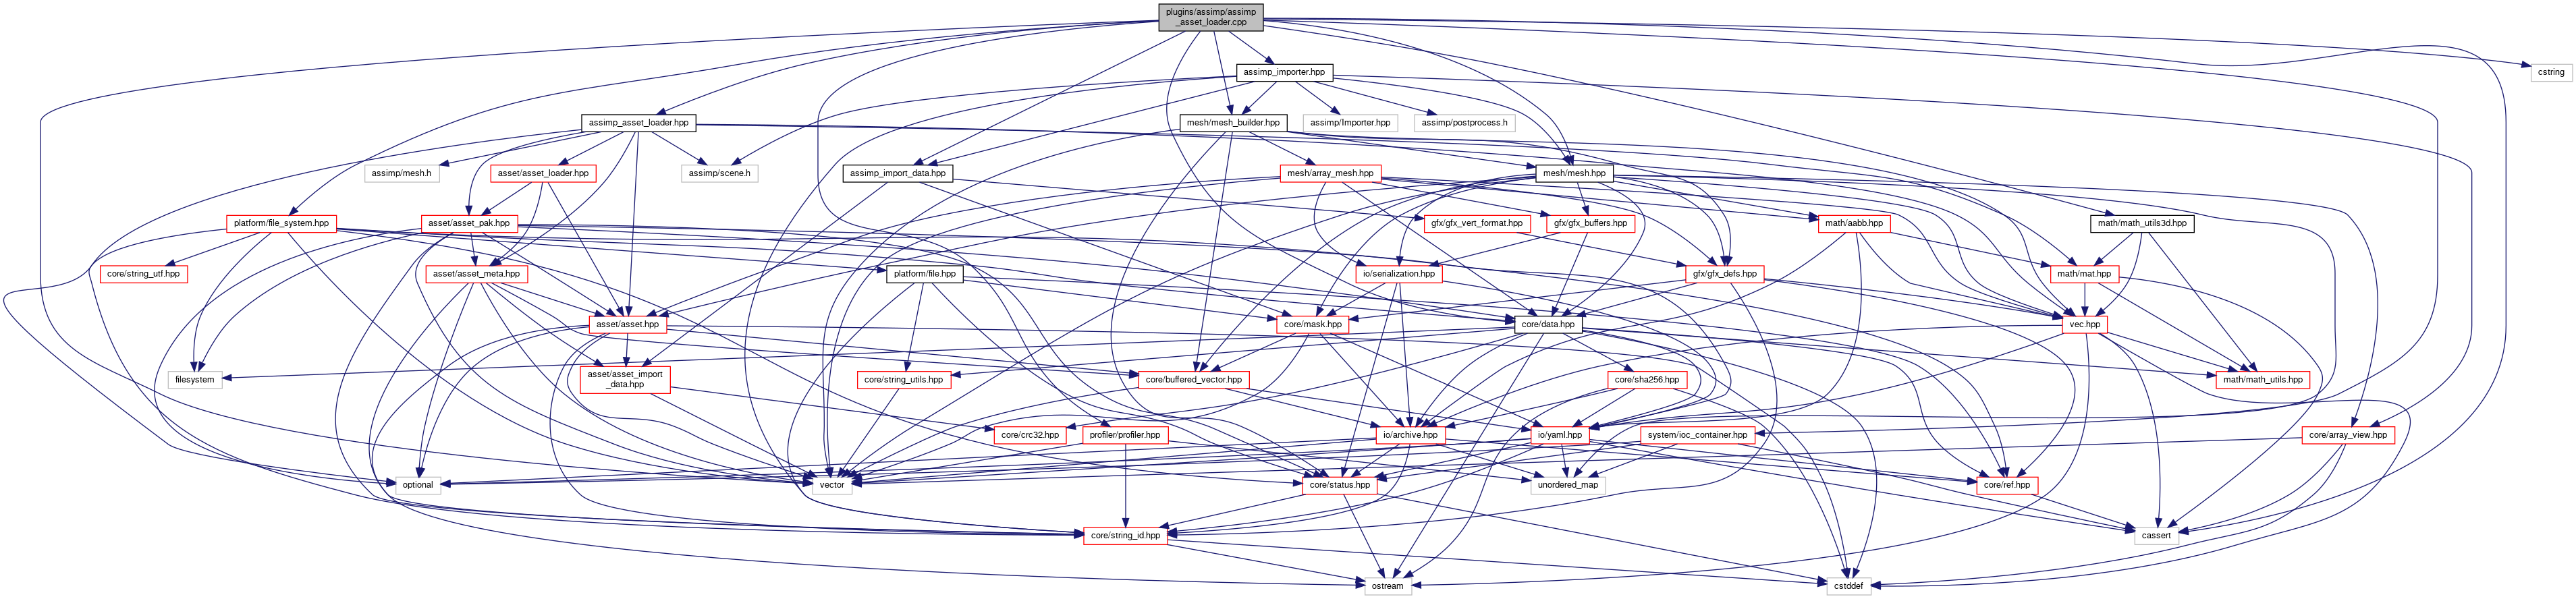 plugins/assimp/assimp
_asset_loader.cpp
assimp_importer.hpp
cstring
assimp_asset_loader.hpp
mesh/mesh_builder.hpp
assimp/Importer.hpp
assimp/postprocess.h
assimp/mesh.h
asset/asset_loader.hpp
assimp/scene.h
assimp_import_data.hpp
mesh/array_mesh.hpp
mesh/mesh.hpp
platform/file_system.hpp
asset/asset_pak.hpp
gfx/gfx_vert_format.hpp
gfx/gfx_buffers.hpp
math/aabb.hpp
math/math_utils3d.hpp
core/string_utf.hpp
asset/asset_meta.hpp
platform/file.hpp
io/serialization.hpp
gfx/gfx_defs.hpp
math/mat.hpp
asset/asset.hpp
core/mask.hpp
core/data.hpp
vec.hpp
filesystem
asset/asset_import
_data.hpp
core/string_utils.hpp
core/buffered_vector.hpp
core/sha256.hpp
math/math_utils.hpp
core/crc32.hpp
profiler/profiler.hpp
io/archive.hpp
io/yaml.hpp
system/ioc_container.hpp
core/array_view.hpp
optional
vector
core/status.hpp
unordered_map
core/ref.hpp
core/string_id.hpp
cassert
ostream
cstddef